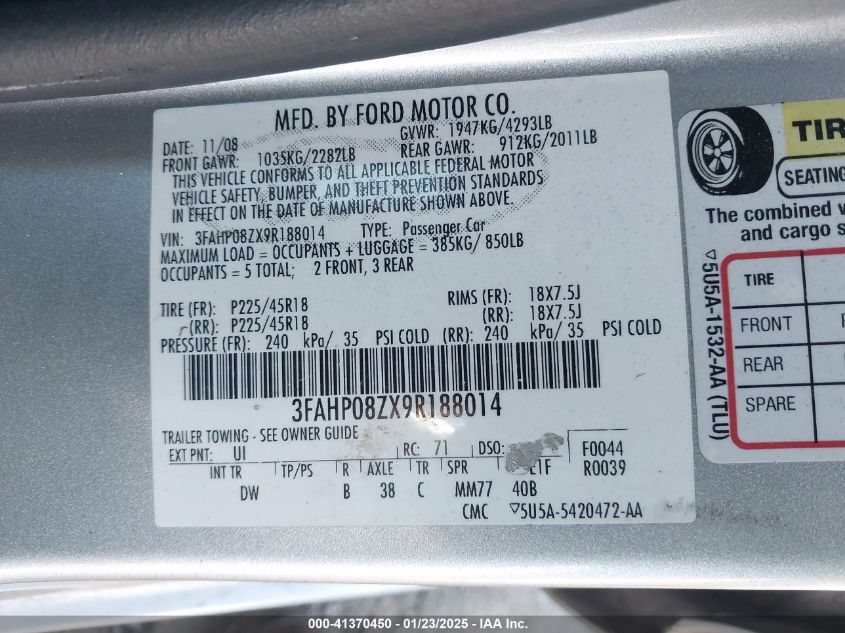 MFD. BY FORD MOTOR CO.
DATE: 11/08 GVWR: 1947KG/4293LB
FRONT GAWR: 1035KG/2282LB REAR GAWR: 912KG/2011LB
THIS VEHICLE CONFORMS TO ALL APPLICABLE FEDERAL MOTOR
VEHICLE SAFETY, BUMPER, AND THEFT PREVENTION STANDARDS
IN EFFECT ON THE DATE OF MANUFACTURE SHOWN ABOVE.
VIN: 3FAHP08ZX9R188014 TYPE: Passenger Car
MAXIMUM LOAD = OCCUPANTS + LUGGAGE = 385KG/ 850LB
OCCUPANTS = 5 TOTAL; 2 FRONT, 3 REAR
TIRE (FR): P225/45R18 RIMS (FR): 18X7.5J
(RR): P225/45R18 (RR): 18X7.5J
PRESSURE (FR): 240 kPa/ 35 PSI COLD (RR): 240 kPa/ 35 PSI COLD
3FAHP08ZX9R188014
TRAILER TOWING - SEE OWNER GUIDE
EXT PNT: UI RC: 71 DSO: F0044
INT TR TP/PS R AXLE TR SPR R0039
DW B 38 C MM77 40B
CMC ▽5U5A-5420472-AA
TIR
SEATING
The combined
and cargo
TIRE
FRONT
REAR
SPARE
▽5U5A-1532-AA (TLU)
000-41370450 - 01/23/2025 - IAA Inc.